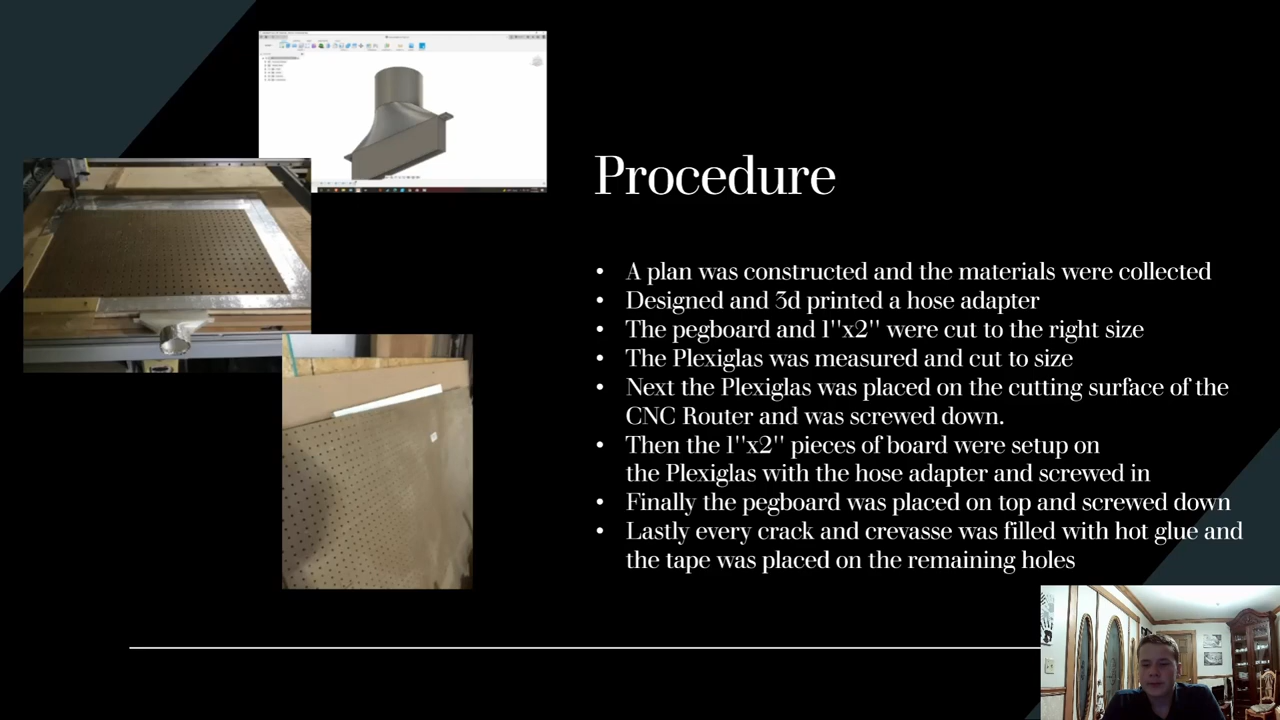 Procedure
• A plan was constructed and the materials were collected
• Designed and 3d printed a hose adapter
• The pegboard and 1''x2'' were cut to the right size
• The Plexiglas was measured and cut to size
• Next the Plexiglas was placed on the cutting surface of the
CNC Router and was screwed down.
• Then the 1''x2'' pieces of board were setup on
the Plexiglas with the hose adapter and screwed in
• Finally the pegboard was placed on top and screwed down
• Lastly every crack and crevasse was filled with hot glue and
the tape was placed on the remaining holes